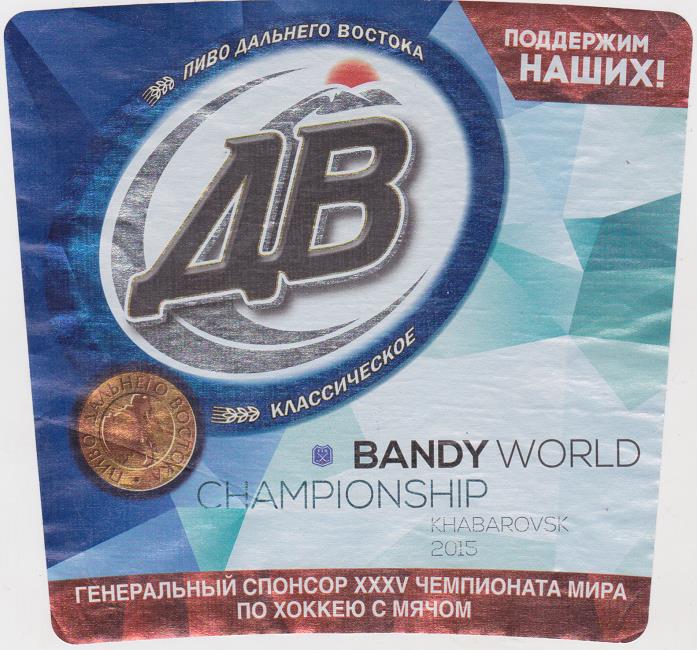 ПИВО ДАЛЬНЕГО ВОСТОКА
ПОДДЕРЖИМ
НАШИХ!
ДВ
КЛАССИЧЕСКОЕ
ПИВО ДАЛЬНЕГО ВОСТОКА
BANDY WORLD
CHAMPIONSHIP
KHABAROVSK
2015
ГЕНЕРАЛЬНЫЙ СПОНСОР XXXV ЧЕМПИОНАТА МИРА
ПО ХОККЕЮ С МЯЧОМ